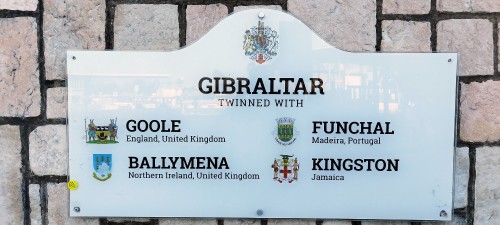 GIBRALTAR
TWINNED WITH
GOOLE
England, United Kingdom
FUNCHAL
Madeira, Portugal
BALLYMENA
Northern Ireland, United Kingdom
KINGSTON
Jamaica